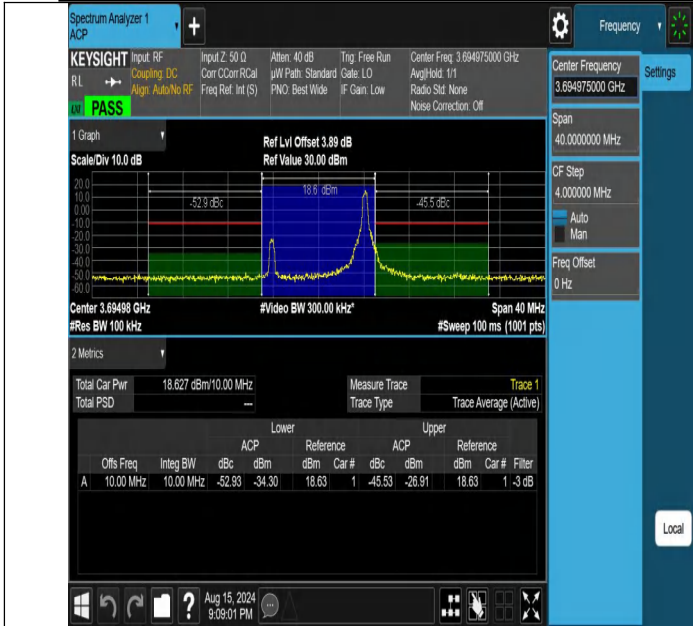 Spectrum Analyzer 1
ACP
Frequency
KEYSIGHT
RL
PASS
Input: RF
Coupling: DC
Align: Auto/No RF
Input Z: 50 Ω
Corr CCorr RCal
Freq Ref: Int (S)
Atten: 40 dB
µW Path: Standard
PNO: Best Wide
Trig: Free Run
Gate: LO
IF Gain: Low
Center Freq: 3.694975000 GHz
Avg|Hold: 1/1
Radio Std: None
Noise Correction: Off
Center Frequency
3.694975000 GHz
Settings
Span
40.0000000 MHz
CF Step
4.000000 MHz
Auto
Man
Freq Offset
0 Hz
Local
1 Graph
Scale/Div 10.0 dB
Ref Lvl Offset 3.89 dB
Ref Value 30.00 dBm
20.0
10.0
0.00
-10.0
-20.0
-30.0
-40.0
-50.0
-60.0
-52.9 dBc
18.6 dBm
-45.5 dBc
Center 3.69498 GHz
#Video BW 300.00 kHz*
Span 40 MHz
#Res BW 100 kHz
#Sweep 100 ms (1001 pts)
2 Metrics
Total Car Pwr 18.627 dBm/10.00 MHz
Total PSD ---
Measure Trace Trace 1
Trace Type Trace Average (Active)
Lower Upper
ACP Reference ACP Reference
Offs Freq Integ BW dBc dBm dBm Car # dBc dBm dBm Car # Filter
A 10.00 MHz 10.00 MHz -52.93 -34.30 18.63 1 -45.53 -26.91 18.63 1 -3 dB
Aug 15, 2024
9:09:01 PM